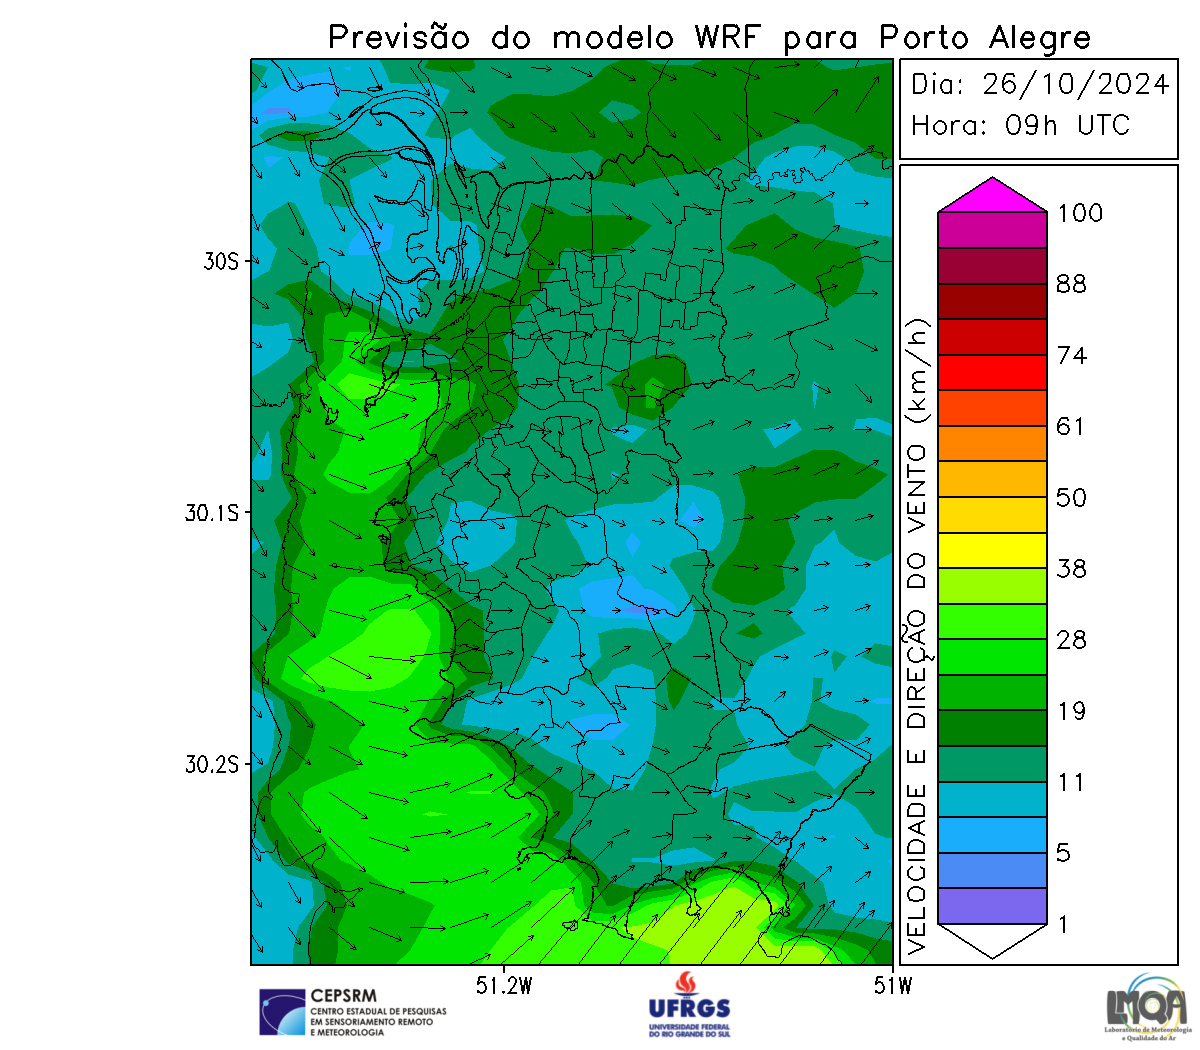 Previsão do modelo WRF para Porto Alegre
Dia: 26/10/2024
Hora: 09h UTC
VELOCIDADE E DIREÇÃO DO VENTO (km/h)
100
88
74
61
50
38
28
19
11
5
1
30S
30.1S
30.2S
51.2W
51W
CEPSRM
CENTRO ESTADUAL DE PESQUISAS
EM SENSORIAMENTO REMOTO
E METEOROLOGIA
UFRGS
UNIVERSIDADE FEDERAL
DO RIO GRANDE DO SUL
LMQA
Laboratório de Meteorologia
e Qualidade do Ar